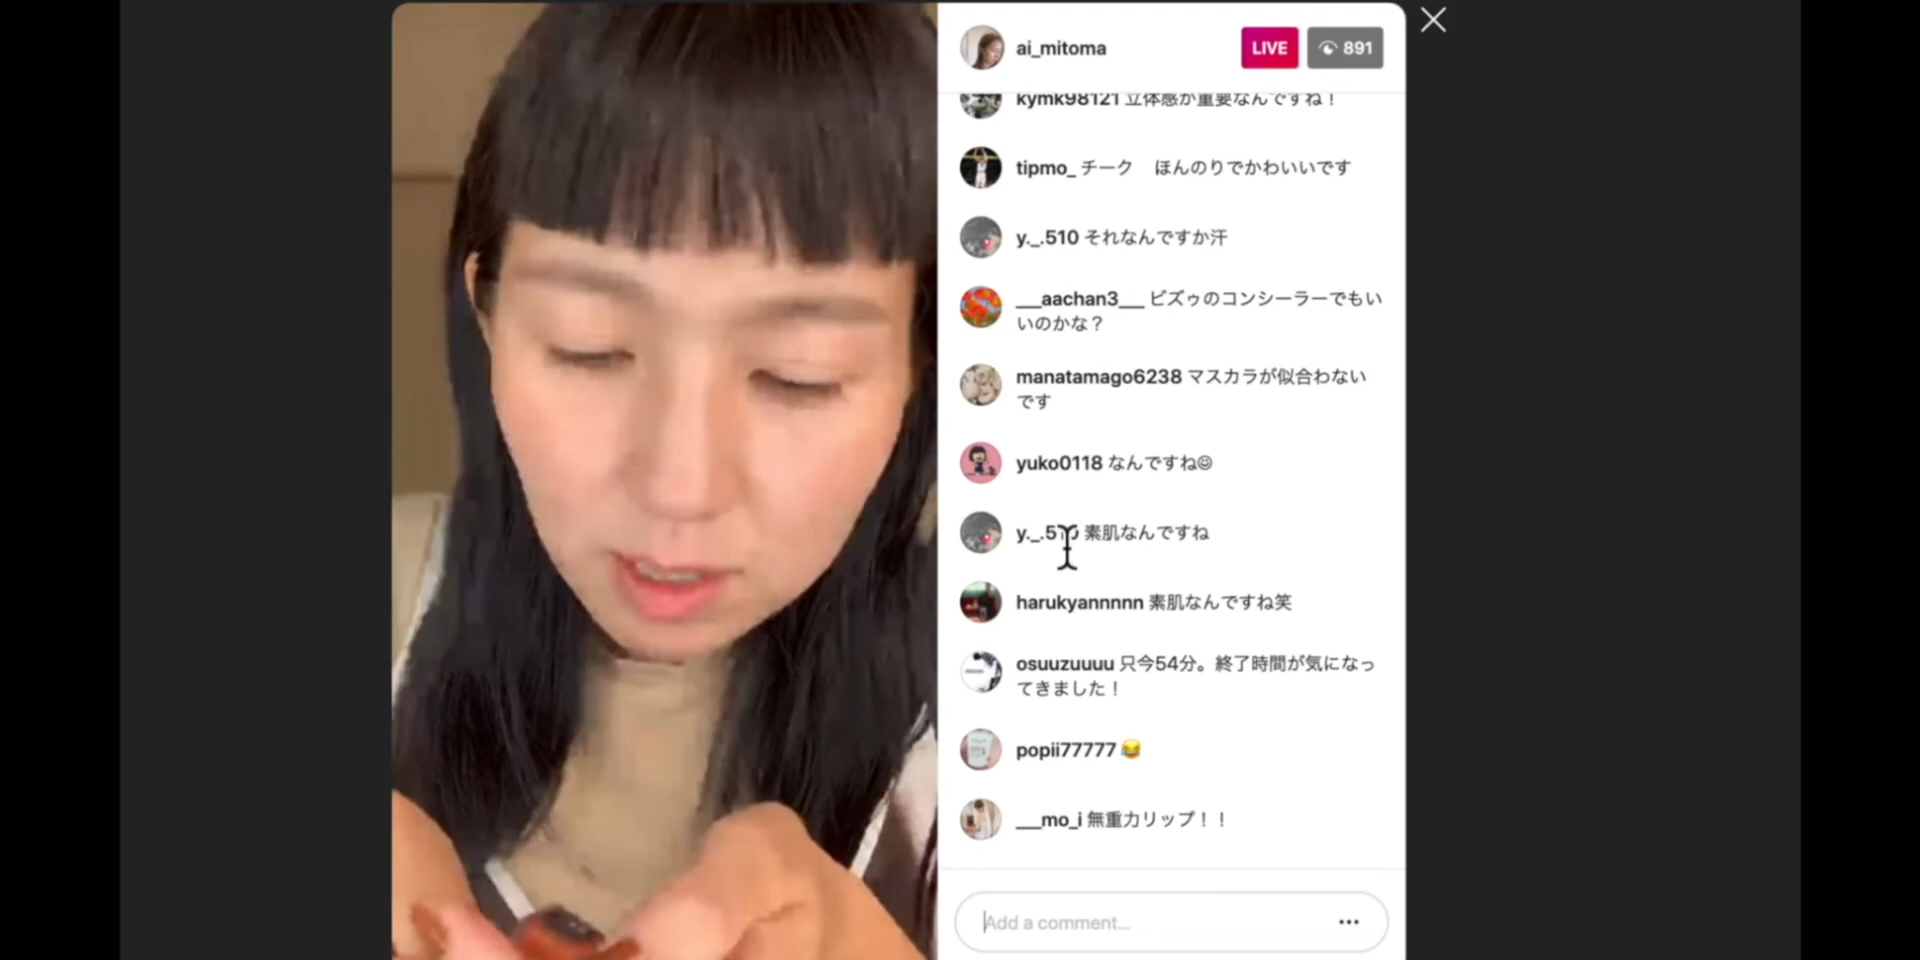 ai_mitoma
LIVE
891
kymk98121 立体感が重要なんですね！
tipmo_ チーク　ほんのりでかわいいです
y._.510 それなんですか汗
___aachan3___ ビズゥのコンシーラーでもい
いのかな？
manatamago6238 マスカラが似合わない
です
yuko0118 なんですね☺
y._.510 素肌なんですね
harukyannnnn 素肌なんですね笑
osuuzuuuu 只今54分。終了時間が気になっ
てきました！
popii77777 😂
___mo_i 無重力リップ！！
Add a comment...